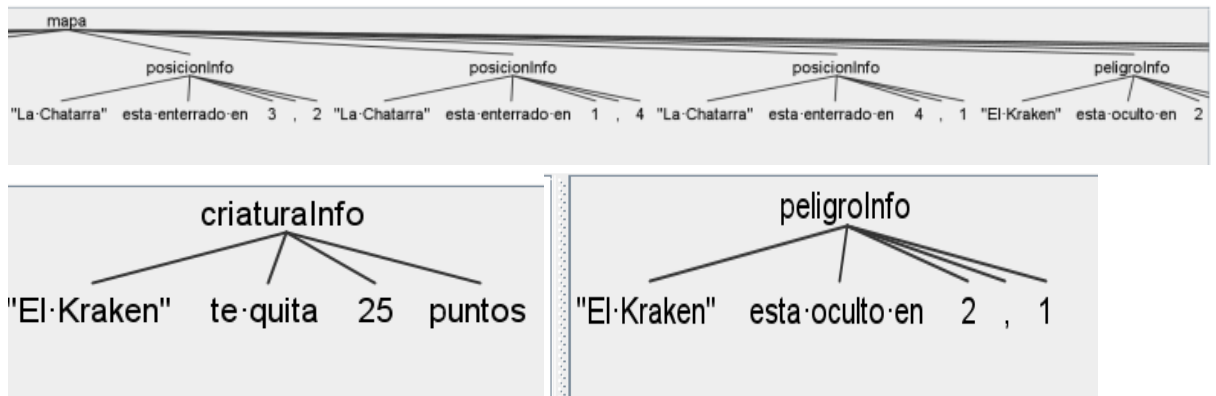 mapa
posicionInfo posicionInfo posicionInfo peligroInfo
"La·Chatarra" esta·enterrado·en 3 , 2 "La·Chatarra" esta·enterrado·en 1 , 4 "La·Chatarra" esta·enterrado·en 4 , 1 "El·Kraken" esta·oculto·en 2
criaturaInfo
"El·Kraken" te·quita 25 puntos
peligroInfo
"El·Kraken" esta·oculto·en 2 , 1